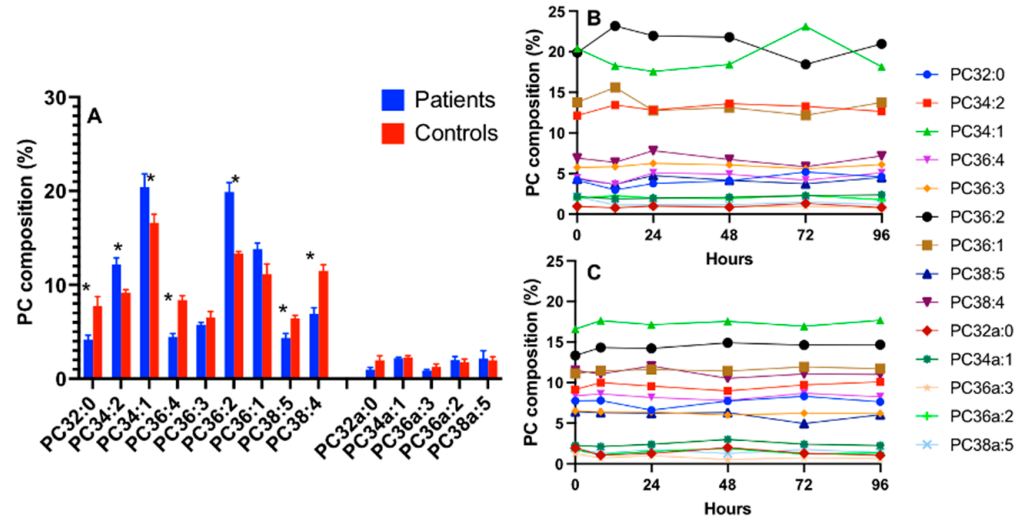 A
Patients
Controls
PC composition (%)
30
20
10
0
PC32:0
PC34:2
PC34:1
PC36:4
PC36:3
PC36:2
PC36:1
PC38:5
PC38:4
PC32a:0
PC34a:1
PC36a:3
PC36a:2
PC38a:5
* * * * * * *
B
PC composition (%)
25
20
15
10
5
0
0 24 48 72 96
Hours
C
PC composition (%)
25
20
15
10
5
0
0 24 48 72 96
Hours
PC32:0
PC34:2
PC34:1
PC36:4
PC36:3
PC36:2
PC36:1
PC38:5
PC38:4
PC32a:0
PC34a:1
PC36a:3
PC36a:2
PC38a:5